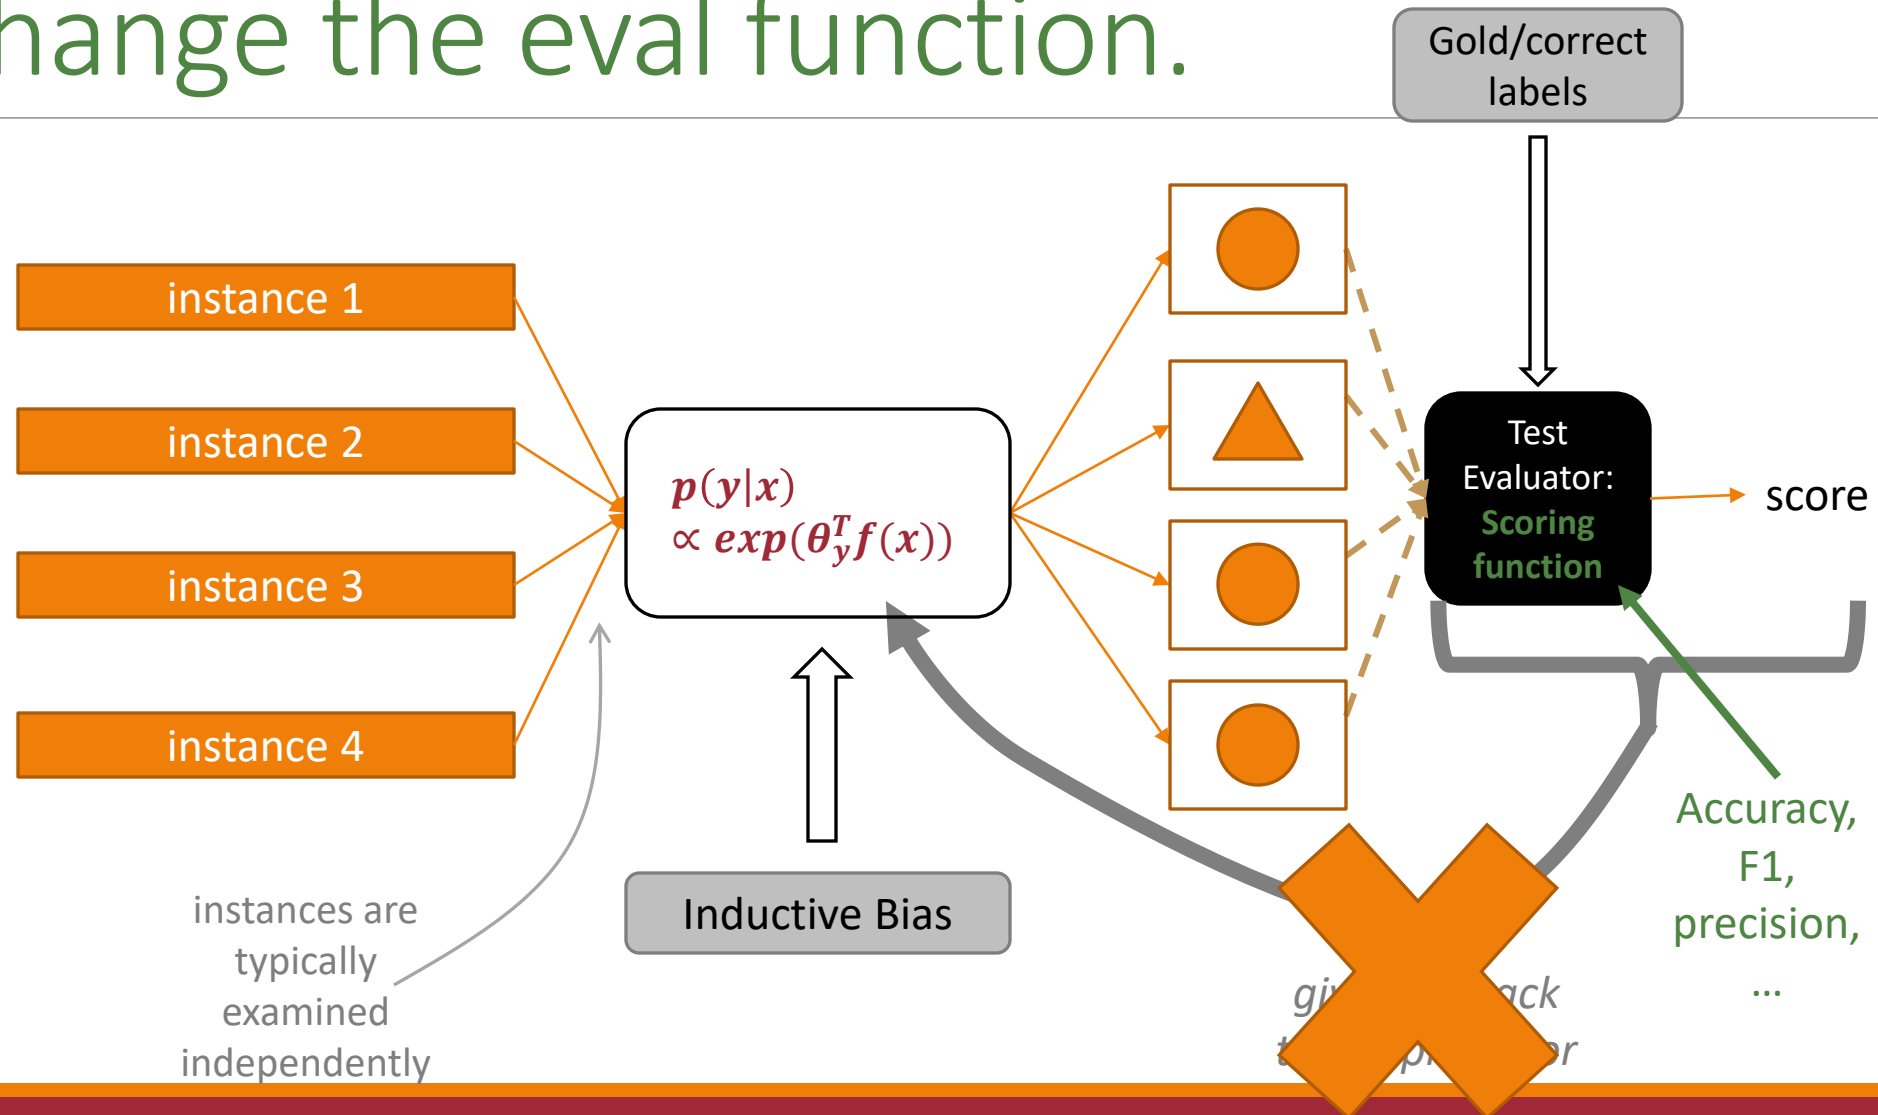 hange the eval function.
Gold/correct
labels
instance 1
instance 2
instance 3
instance 4
p(y|x)
∝ exp(θ_y^T f(x))
Test
Evaluator:
Scoring
function
score
Inductive Bias
instances are
typically
examined
independently
Accuracy,
F1,
precision,
…